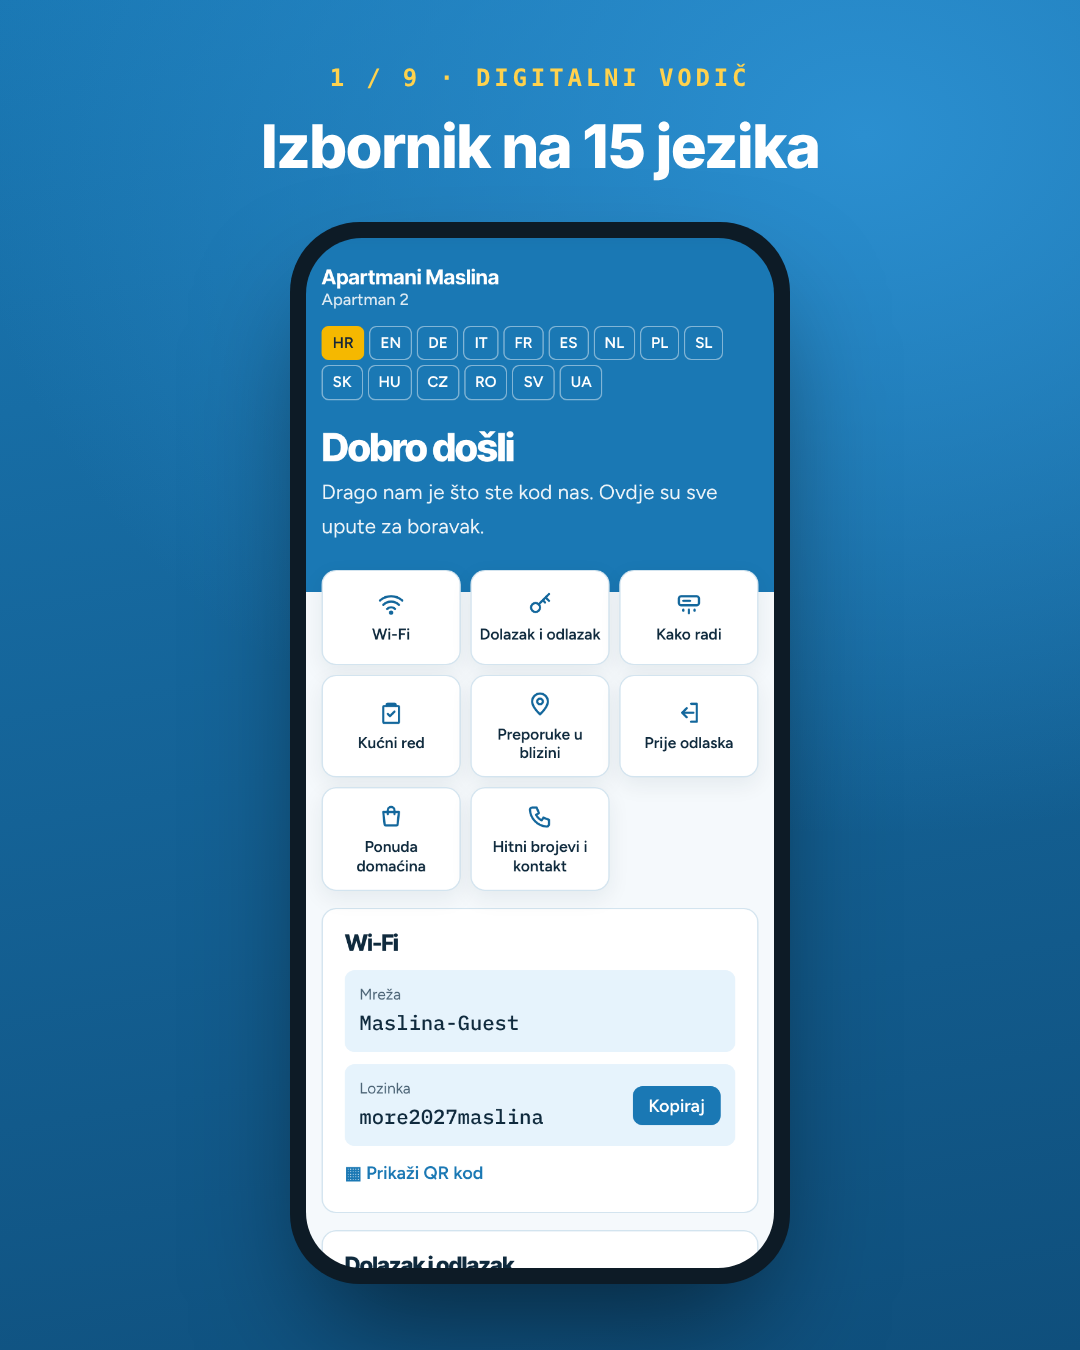 1 / 9 · DIGITALNI VODIČ
Izbornik na 15 jezika
Apartmani Maslina
Apartman 2
HR EN DE IT FR ES NL PL SL
SK HU CZ RO SV UA
Dobro došli
Drago nam je što ste kod nas. Ovdje su sve
upute za boravak.
Wi-Fi
Dolazak i odlazak
Kako radi
Kućni red
Preporuke u
blizini
Prije odlaska
Ponuda
domaćina
Hitni brojevi i
kontakt
Wi-Fi
Mreža
Maslina-Guest
Lozinka
more2027maslina
Kopiraj
Prikaži QR kod
Dolazak i odlazak